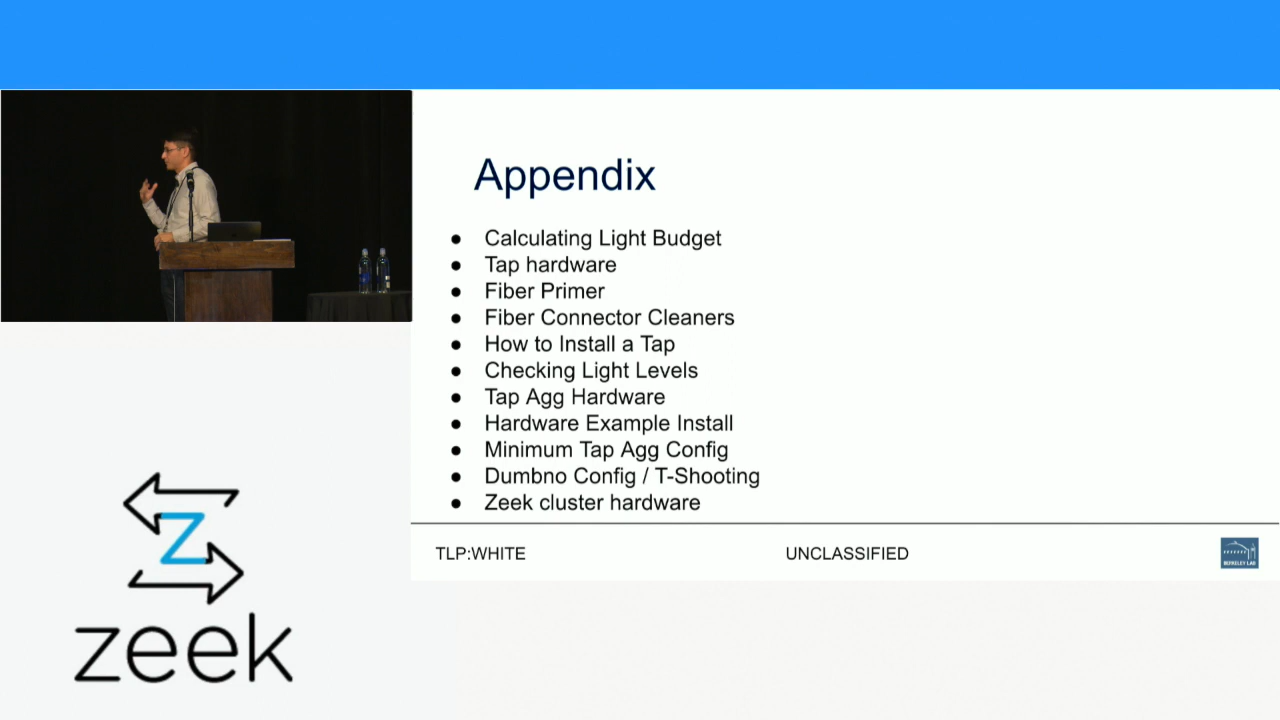 Appendix
● Calculating Light Budget
● Tap hardware
● Fiber Primer
● Fiber Connector Cleaners
● How to Install a Tap
● Checking Light Levels
● Tap Agg Hardware
● Hardware Example Install
● Minimum Tap Agg Config
● Dumbno Config / T-Shooting
● Zeek cluster hardware
TLP:WHITE
UNCLASSIFIED
BERKELEY LAB
Z
zeek